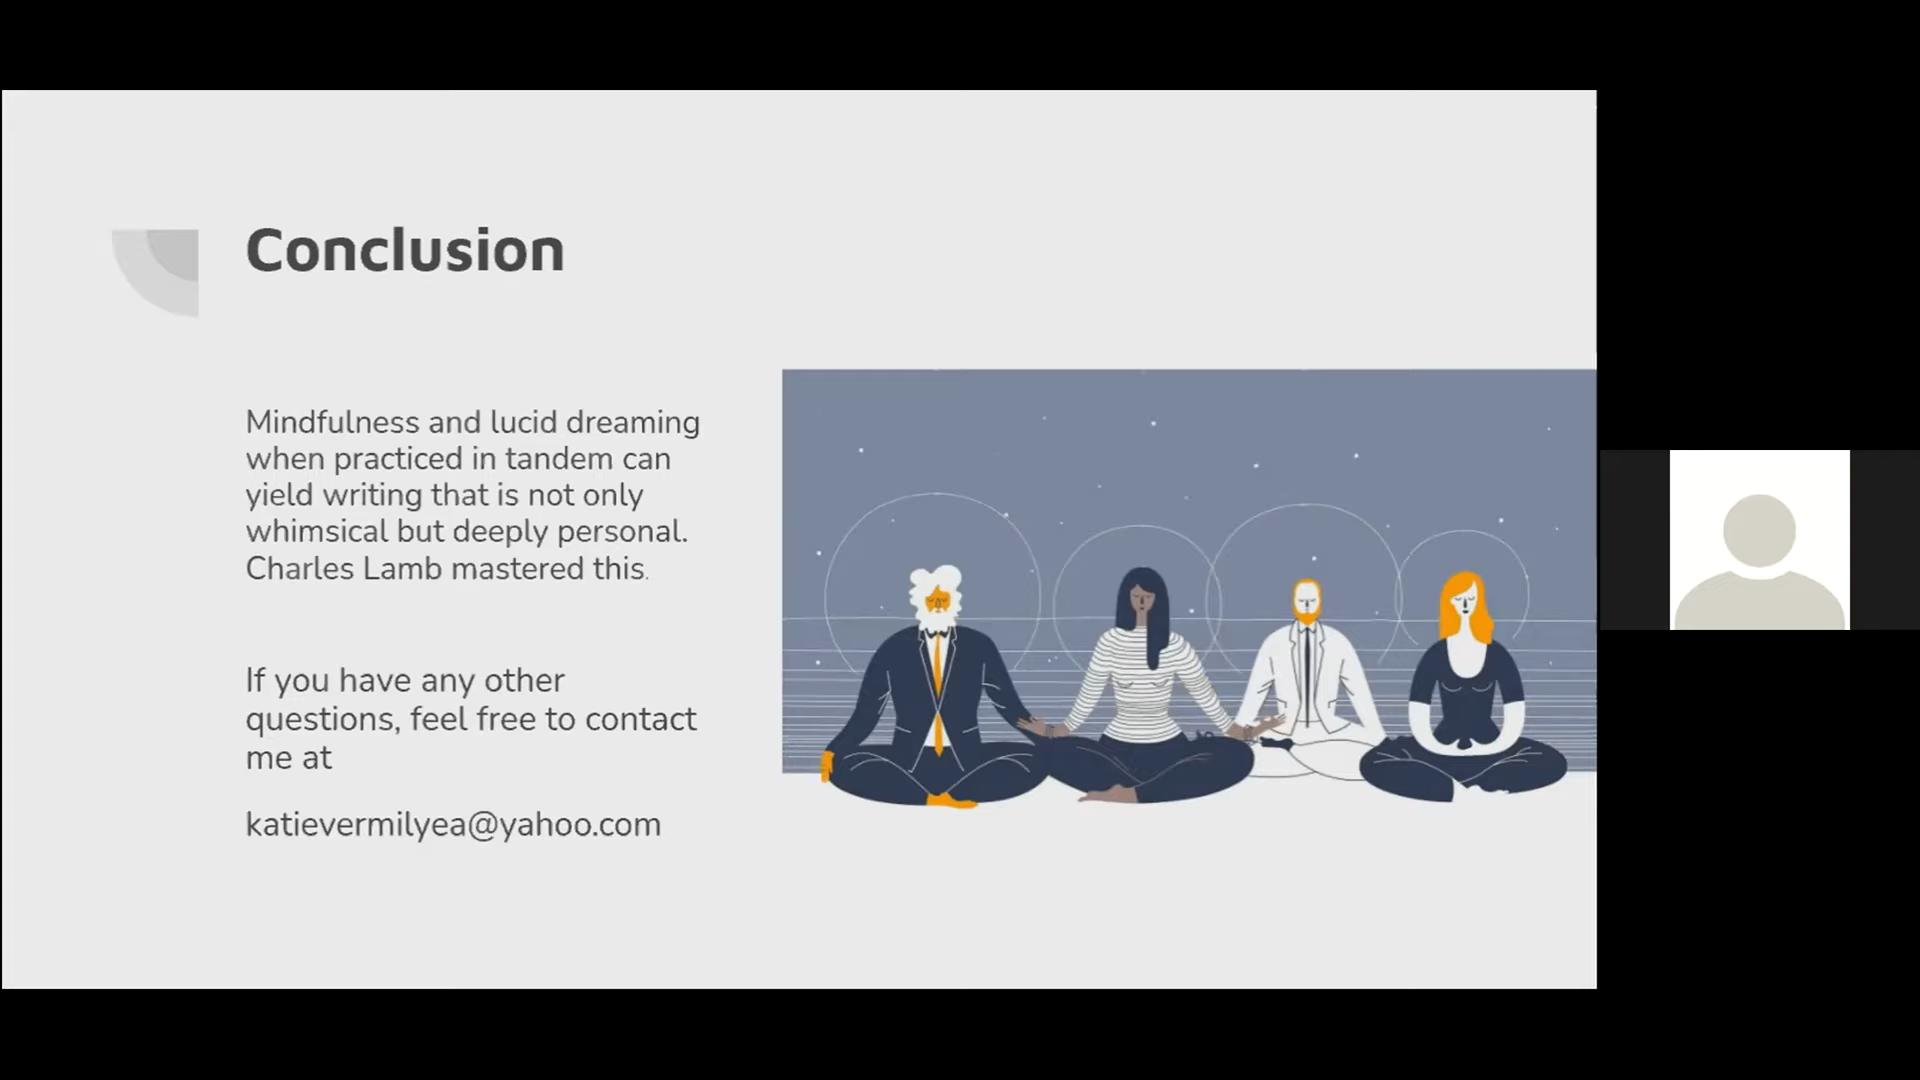 Conclusion
Mindfulness and lucid dreaming
when practiced in tandem can
yield writing that is not only
whimsical but deeply personal.
Charles Lamb mastered this.
If you have any other
questions, feel free to contact
me at
katievermilyea@yahoo.com